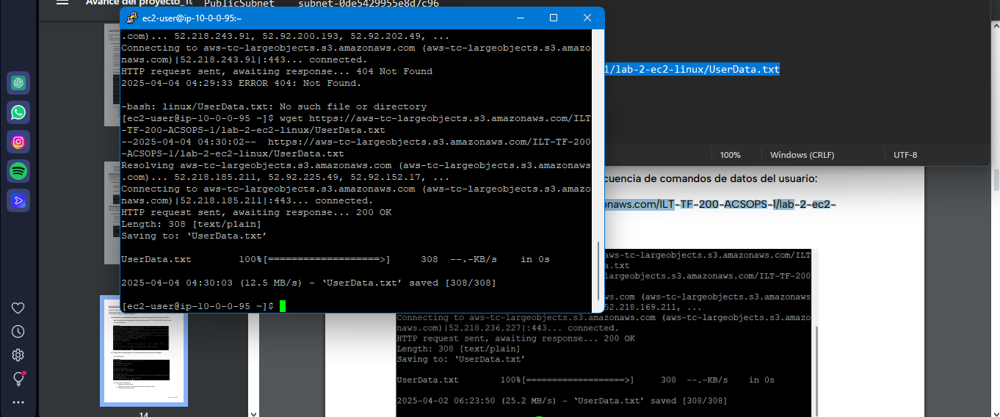 Avance del proyecto_1t
PublicSubnet subnet-0de5429955e8d7c96
ec2-user@ip-10-0-0-95:~
.com)... 52.218.243.91, 52.92.200.193, 52.92.202.49, ...
Connecting to aws-tc-largeobjects.s3.amazonaws.com (aws-tc-largeobjects.s3.amazo
naws.com)|52.218.243.91|:443... connected.
HTTP request sent, awaiting response... 404 Not Found
2025-04-04 04:29:33 ERROR 404: Not Found.
-bash: linux/UserData.txt: No such file or directory
[ec2-user@ip-10-0-0-95 ~]$ wget https://aws-tc-largeobjects.s3.amazonaws.com/ILT
-TF-200-ACSOPS-1/lab-2-ec2-linux/UserData.txt
--2025-04-04 04:30:02--  https://aws-tc-largeobjects.s3.amazonaws.com/ILT-TF-200
-ACSOPS-1/lab-2-ec2-linux/UserData.txt
Resolving aws-tc-largeobjects.s3.amazonaws.com (aws-tc-largeobjects.s3.amazonaws
.com)... 52.218.185.211, 52.92.225.49, 52.92.152.17, ...
Connecting to aws-tc-largeobjects.s3.amazonaws.com (aws-tc-largeobjects.s3.amazo
naws.com)|52.218.185.211|:443... connected.
HTTP request sent, awaiting response... 200 OK
Length: 308 [text/plain]
Saving to: ‘UserData.txt’
UserData.txt 100%[===================>] 308 --.-KB/s in 0s
2025-04-04 04:30:03 (12.5 MB/s) - ‘UserData.txt’ saved [308/308]
[ec2-user@ip-10-0-0-95 ~]$
1/lab-2-ec2-linux/UserData.txt
100% Windows (CRLF) UTF-8
cuencia de comandos de datos del usuario:
onaws.com/ILT-TF-200-ACSOPS-1/lab-2-ec2-
aws-tc-largeobjects.s3.amazonaws.com/ILT
a.txt
largeobjects.s3.amazonaws.com/ILT-TF-200
aws.com (aws-tc-largeobjects.s3.amazonaws
52.218.169.211, ...
Connecting to aws-tc-largeobjects.s3.amazonaws.com (aws-tc-largeobjects.s3.amazo
naws.com)|52.218.236.227|:443... connected.
HTTP request sent, awaiting response... 200 OK
Length: 308 [text/plain]
Saving to: ‘UserData.txt’
UserData.txt 100%[===================>] 308 --.-KB/s in 0s
2025-04-02 06:23:50 (25.2 MB/s) - ‘UserData.txt’ saved [308/308]
14